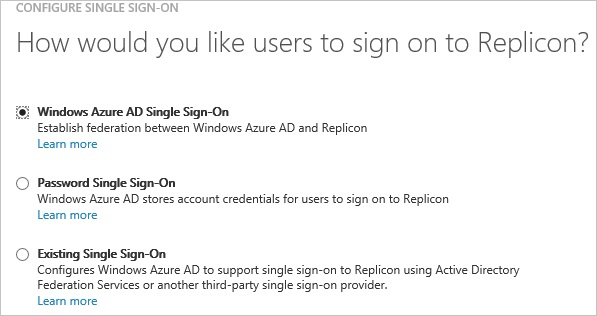 CONFIGURE SINGLE SIGN-ON
How would you like users to sign on to Replicon?
Windows Azure AD Single Sign-On
Establish federation between Windows Azure AD and Replicon
Learn more
Password Single Sign-On
Windows Azure AD stores account credentials for users to sign on to Replicon
Learn more
Existing Single Sign-On
Configures Windows Azure AD to support single sign-on to Replicon using Active Directory
Federation Services or another third-party single sign-on provider.
Learn more